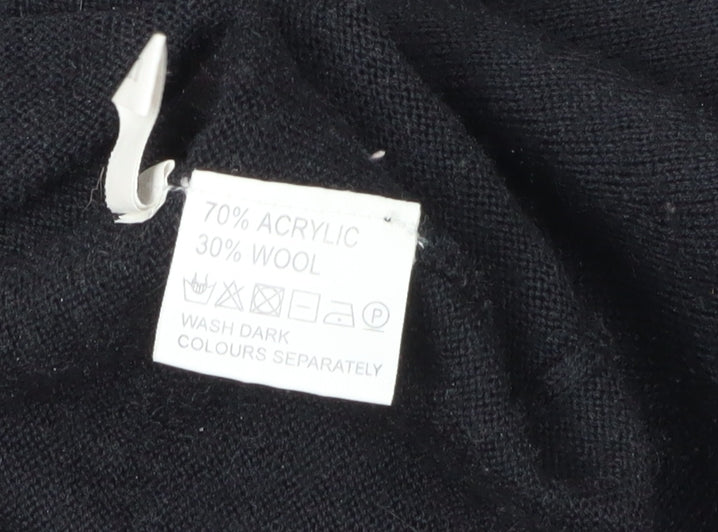 70% ACRYLIC
30% WOOL
P
WASH DARK
COLOURS SEPARATELY